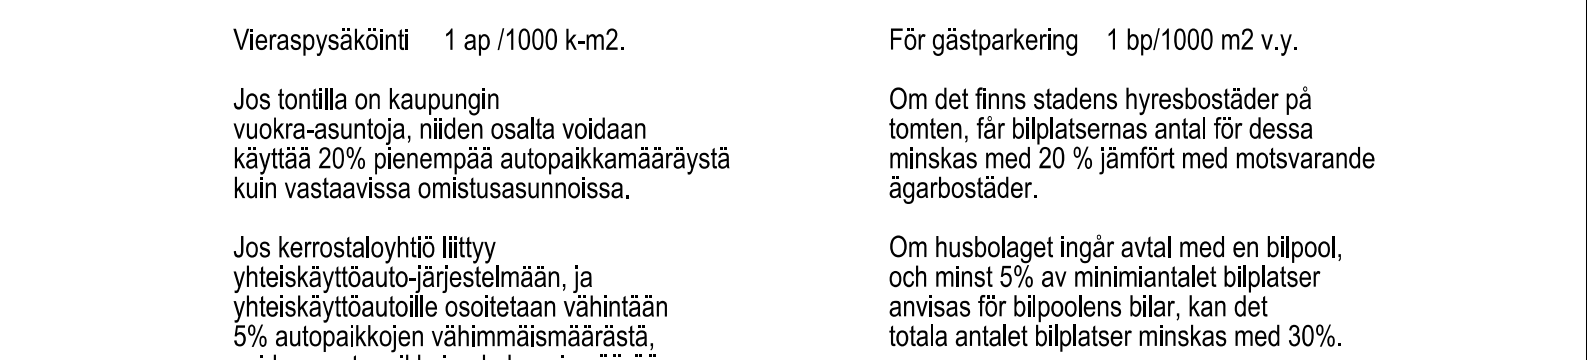 Vieraspysäköinti 1 ap /1000 k-m2.
Jos tontilla on kaupungin
vuokra-asuntoja, niiden osalta voidaan
käyttää 20% pienempää autopaikkamääräystä
kuin vastaavissa omistusasunnoissa.
Jos kerrostaloyhtiö liittyy
yhteiskäyttöauto-järjestelmään, ja
yhteiskäyttöautoille osoitetaan vähintään
5% autopaikkojen vähimmäismäärästä,
För gästparkering 1 bp/1000 m2 v.y.
Om det finns stadens hyresbostäder på
tomten, får bilplatsernas antal för dessa
minskas med 20 % jämfört med motsvarande
ägarbostäder.
Om husbolaget ingår avtal med en bilpool,
och minst 5% av minimiantalet bilplatser
anvisas för bilpoolens bilar, kan det
totala antalet bilplatser minskas med 30%.